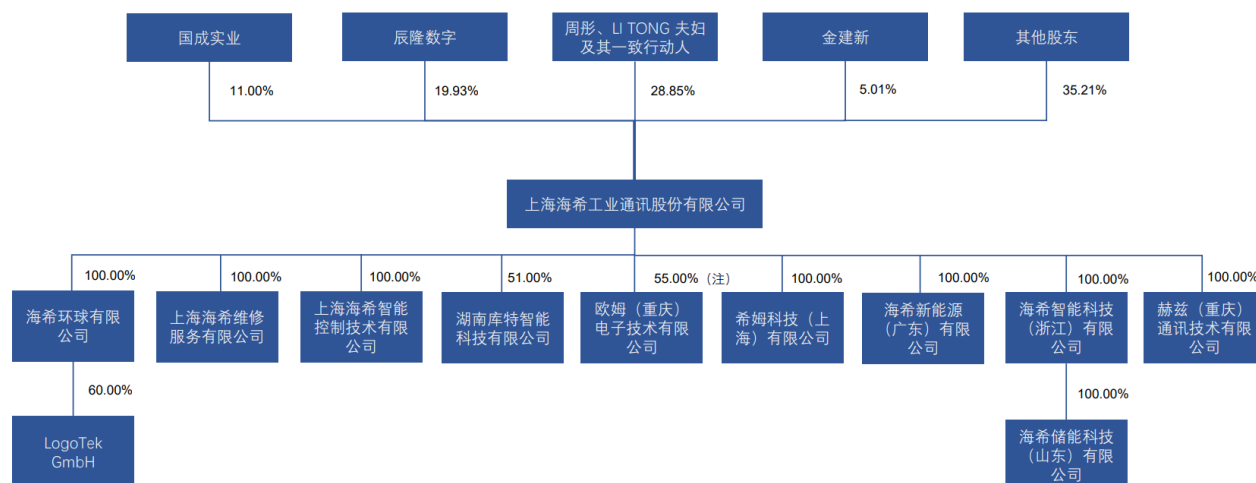 国成实业
辰隆数字
周彤、LI TONG 夫妇
及其一致行动人
金建新
其他股东
11.00%
19.93%
28.85%
5.01%
35.21%
上海海希工业通讯股份有限公司
100.00%
100.00%
100.00%
51.00%
55.00%（注）
100.00%
100.00%
100.00%
100.00%
海希环球有限
公司
上海海希维修
服务有限公司
上海海希智能
控制技术有限
公司
湖南库特智能
科技有限公司
欧姆（重庆）
电子技术有限
公司
希姆科技（上
海）有限公司
海希新能源
（广东）有限
公司
海希智能科技
（浙江）有限
公司
赫兹（重庆）
通讯技术有限
公司
60.00%
100.00%
LogoTek
GmbH
海希储能科技
（山东）有限
公司